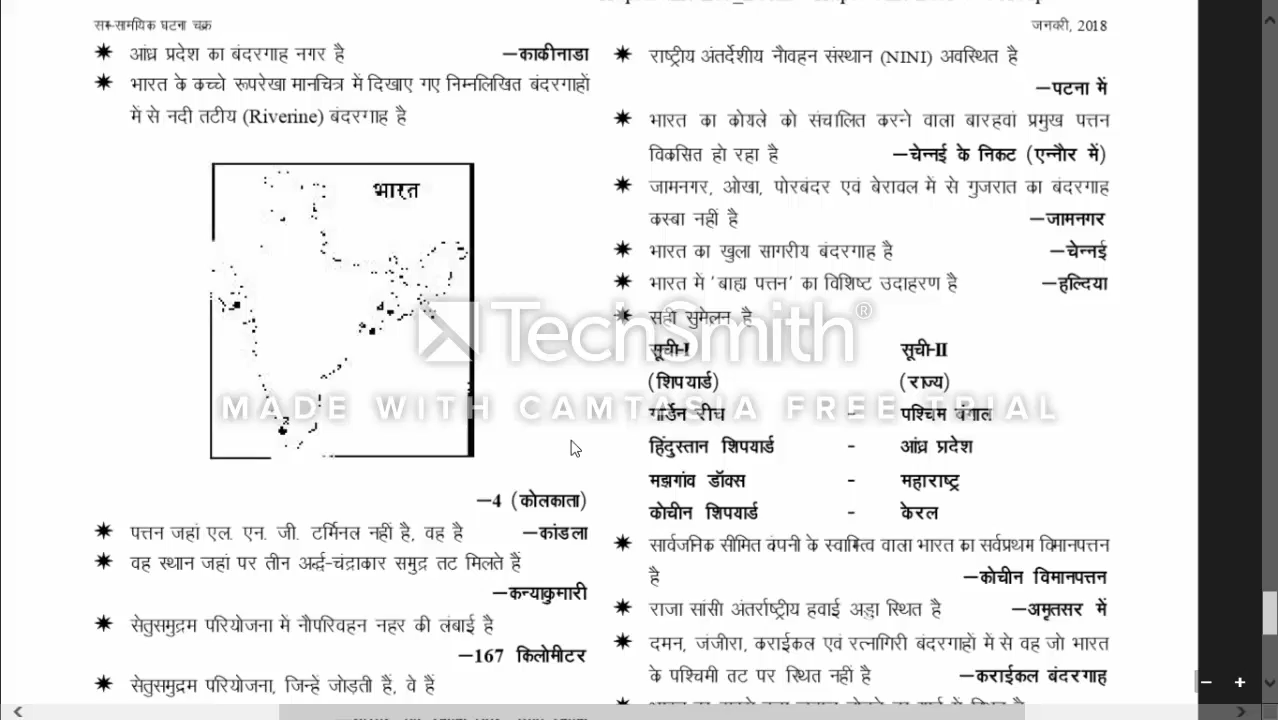 सम-सामयिक घटना चक्र
जनवरी, 2018
✷ आंध्र प्रदेश का बंदरगाह नगर है –काकीनाडा
✷ भारत के कच्चे रूपरेखा मानचित्र में दिखाए गए निम्नलिखित बंदरगाहों
में से नदी तटीय (Riverine) बंदरगाह है
भारत
–4 (कोलकाता)
✷ पत्तन जहां एल. एन. जी. टर्मिनल नहीं है, वह है –कांडला
✷ वह स्थान जहां पर तीन अर्द्ध-चंद्राकार समुद्र तट मिलते हैं
–कन्याकुमारी
✷ सेतुसमुद्रम परियोजना में नौपरिवहन नहर की लंबाई है
–167 किलोमीटर
✷ सेतुसमुद्रम परियोजना, जिन्हें जोड़ती हैं, वे हैं
✷ राष्ट्रीय अंतर्देशीय नौवहन संस्थान (NINI) अवस्थित है
–पटना में
✷ भारत का कोयले को संचालित करने वाला बारहवां प्रमुख पत्तन
विकसित हो रहा है –चेन्नई के निकट (एन्नौर में)
✷ जामनगर, ओखा, पोरबंदर एवं बेरावल में से गुजरात का बंदरगाह
कस्बा नहीं है –जामनगर
✷ भारत का खुला सागरीय बंदरगाह है –चेन्नई
✷ भारत में 'बाह्य पत्तन' का विशिष्ट उदाहरण है –हल्दिया
✷ सही सुमेलन है
सूची-I सूची-II
(शिपयार्ड) (राज्य)
गार्डेन रीच - पश्चिम बंगाल
हिंदुस्तान शिपयार्ड - आंध्र प्रदेश
मझगांव डॉक्स - महाराष्ट्र
कोचीन शिपयार्ड - केरल
✷ सार्वजनिक सीमित कंपनी के स्वामित्व वाला भारत का सर्वप्रथम विमानपत्तन
है –कोचीन विमानपत्तन
✷ राजा सांसी अंतर्राष्ट्रीय हवाई अड्डा स्थित है –अमृतसर में
✷ दमन, जंजीरा, कराईकल एवं रत्नागिरी बंदरगाहों में से वह जो भारत
के पश्चिमी तट पर स्थित नहीं है –कराईकल बंदरगाह
TechSmith®
MADE WITH CAMTASIA FREE TRIAL